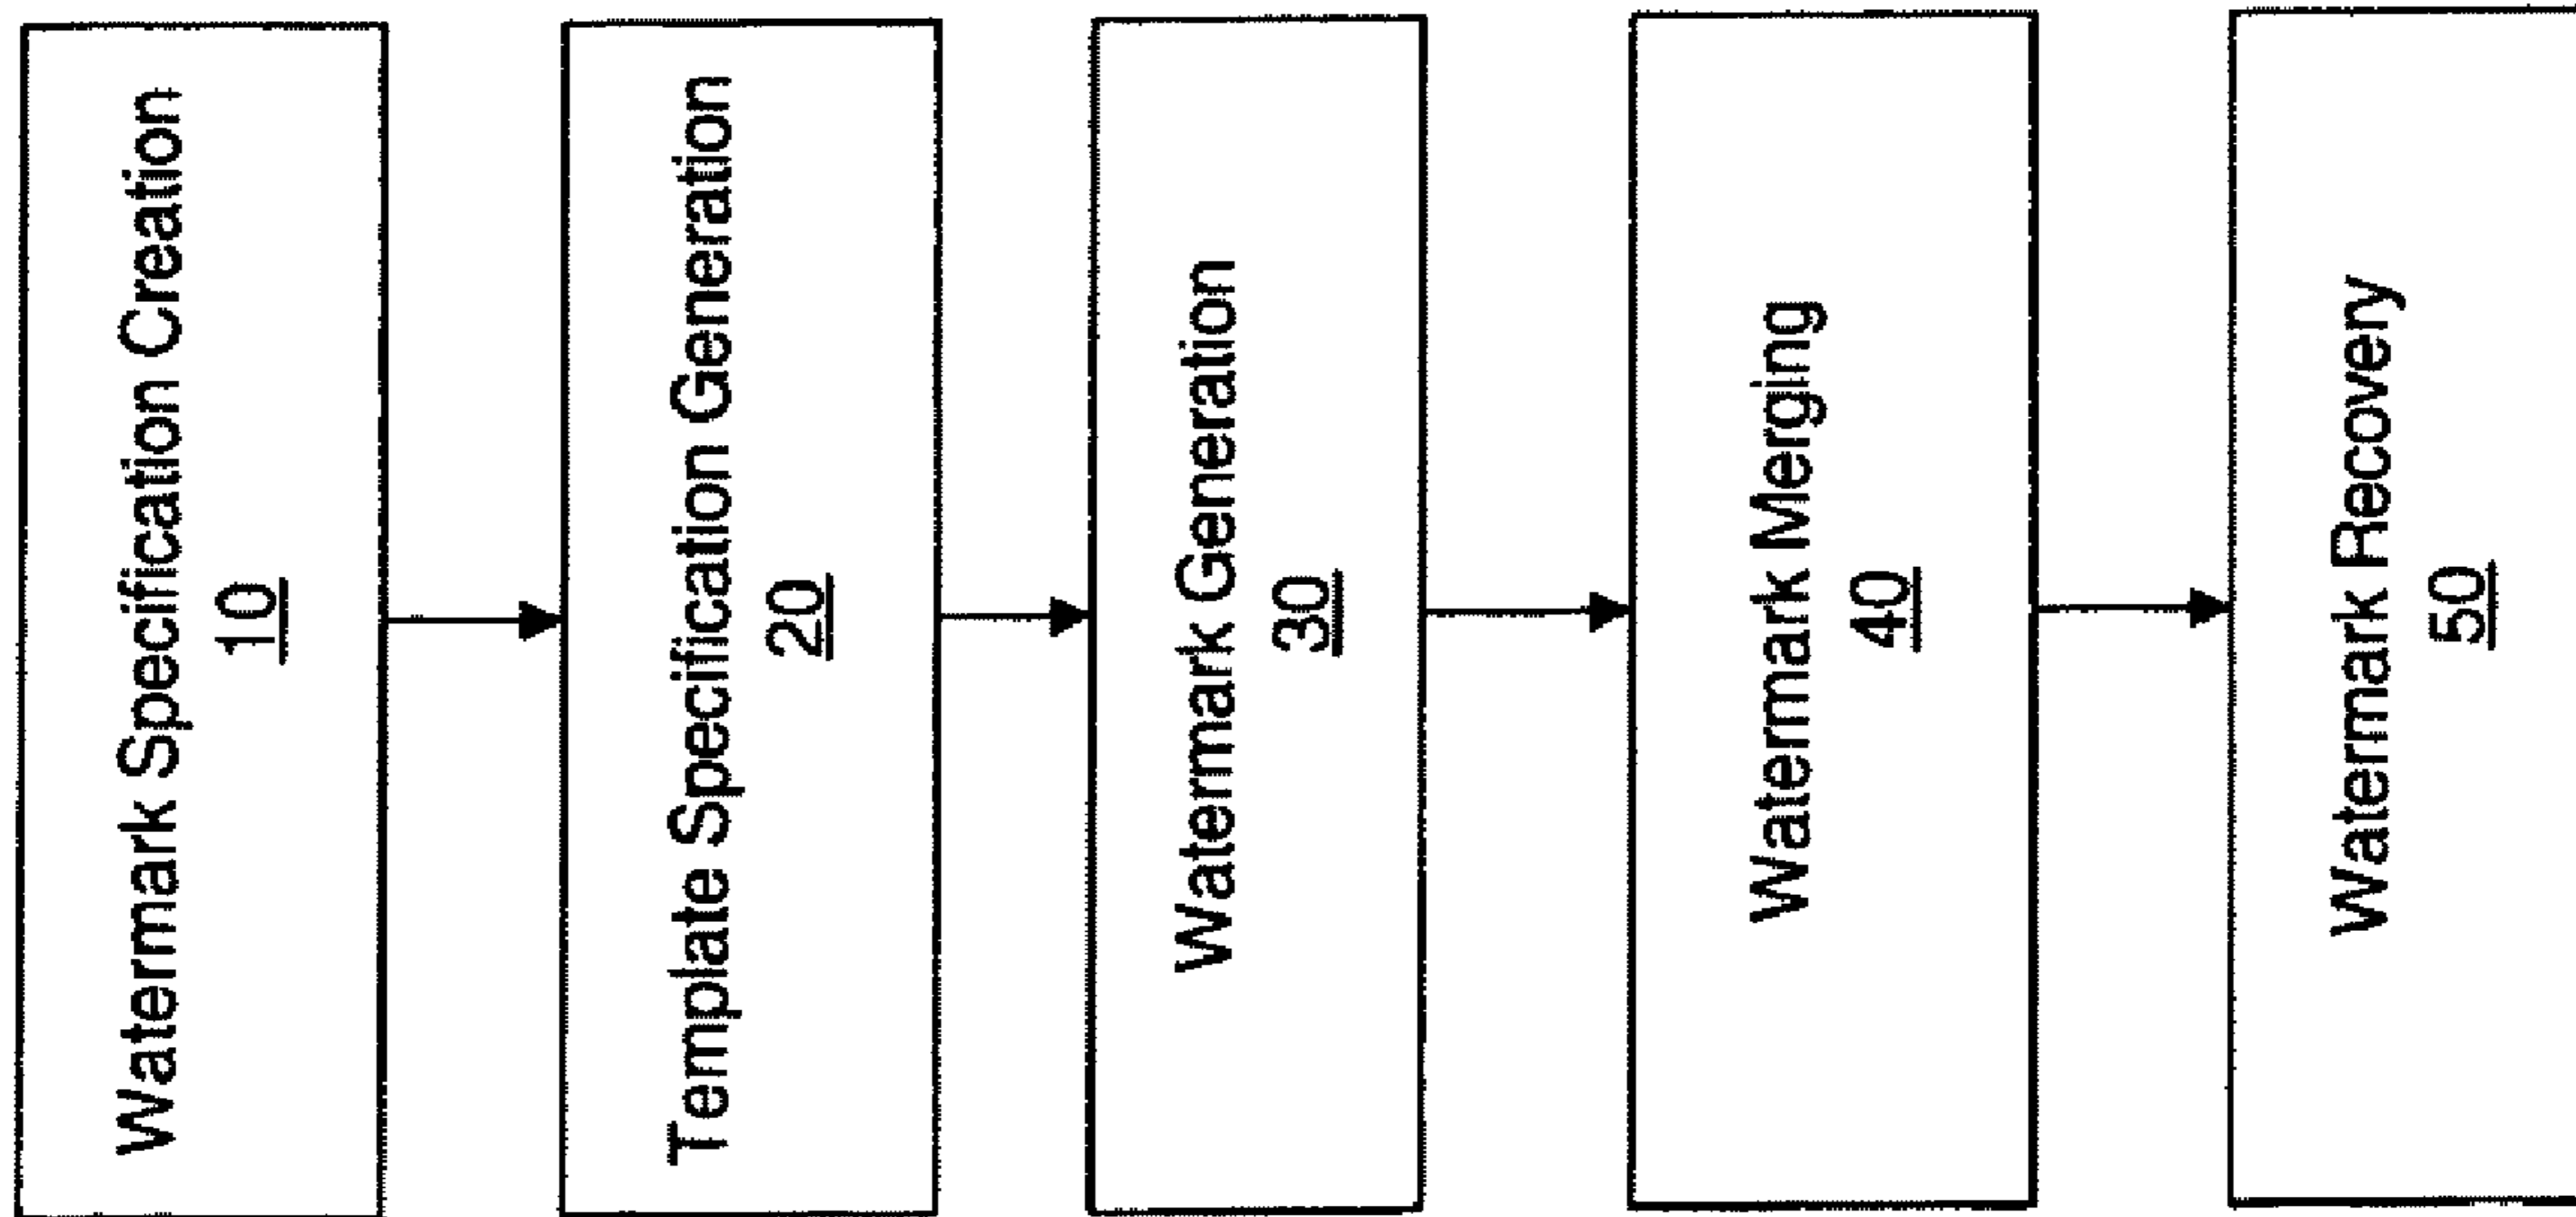 Watermark Specification Creation
10
Template Specification Generation
20
Watermark Generation
30
Watermark Merging
40
Watermark Recovery
50